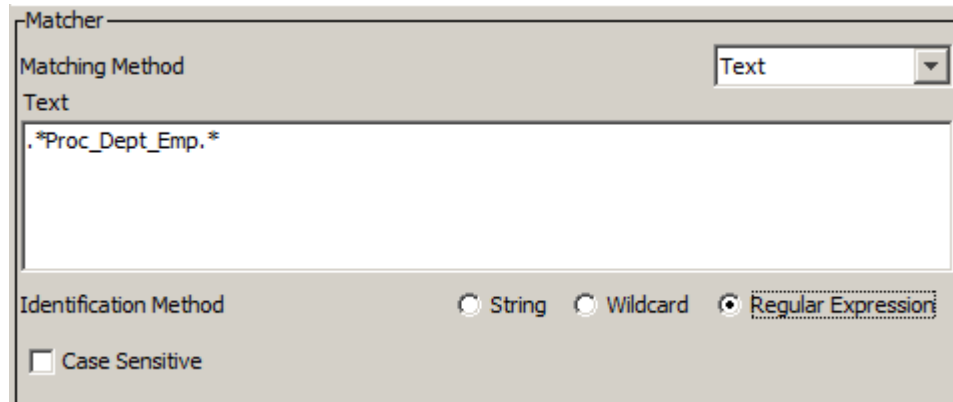 Matcher
Matching Method Text
Text
.*Proc_Dept_Emp.*
Identification Method String Wildcard Regular Expression
Case Sensitive